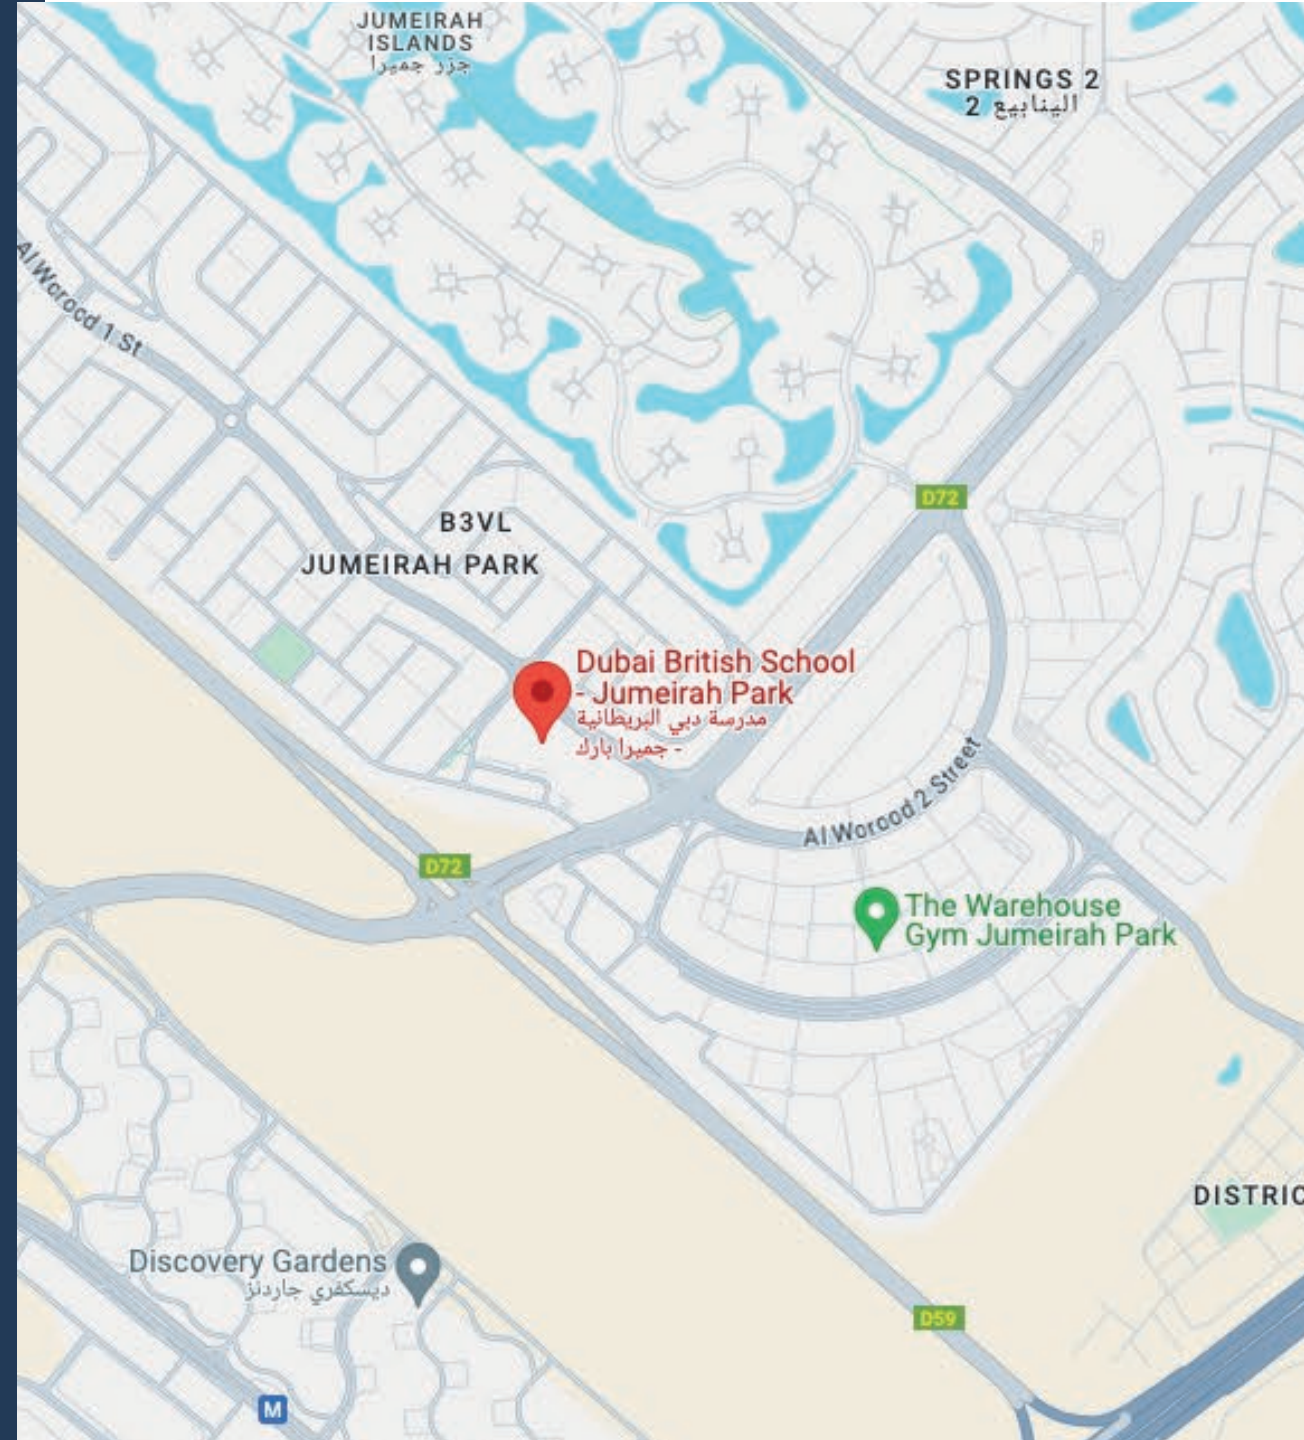 JUMEIRAH
ISLANDS
جزر جميرا
SPRINGS 2
الينابيع 2
Al Worood 1 St
D72
B3VL
JUMEIRAH PARK
Dubai British School
- Jumeirah Park
مدرسة دبي البريطانية
- جميرا بارك
Al Worood 2 Street
D72
The Warehouse
Gym Jumeirah Park
DISTRIC
Discovery Gardens
ديسكفري جاردنز
D59
M